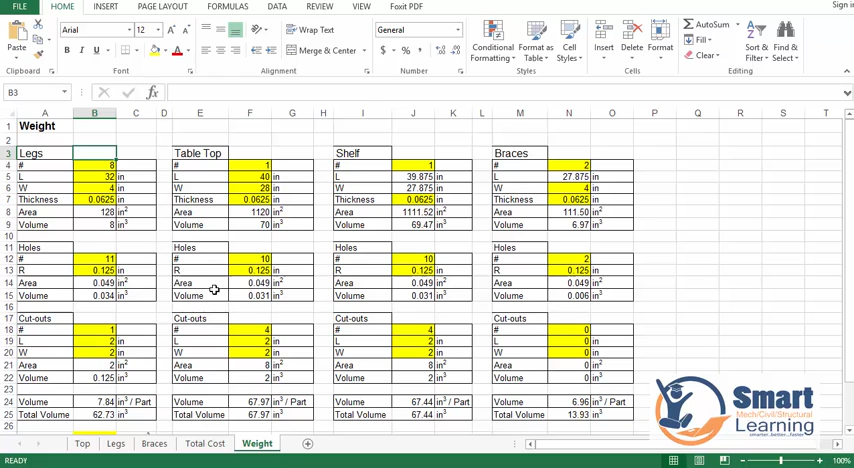 FILE HOME INSERT PAGE LAYOUT FORMULAS DATA REVIEW VIEW Foxit PDF Sign in
Paste Arial 12 A A Wrap Text General Conditional Formatting Format as Table Cell Styles Insert Delete Format AutoSum Fill Clear Sort & Filter Find & Select
B I U A Merge & Center $ % ,
Clipboard Font Alignment Number Styles Cells Editing
B3 fx
A B C D E F G H I J K L M N O P Q R S T
1 Weight
2
3 Legs Table Top Shelf Braces
4 # 8 # 1 # 1 # 2
5 L 32 in L 40 in L 39.875 in L 27.875 in
6 W 4 in W 28 in W 27.875 in W 4 in
7 Thickness 0.0625 in Thickness 0.0625 in Thickness 0.0625 in Thickness 0.0625 in
8 Area 128 in² Area 1120 in² Area 1111.52 in² Area 111.50 in²
9 Volume 8 in³ Volume 70 in³ Volume 69.47 in³ Volume 6.97 in³
10
11 Holes Holes Holes Holes
12 # 11 # 10 # 10 # 2
13 R 0.125 in R 0.125 in R 0.125 in R 0.125 in
14 Area 0.049 in² Area 0.049 in² Area 0.049 in² Area 0.049 in²
15 Volume 0.034 in³ Volume 0.031 in³ Volume 0.031 in³ Volume 0.006 in³
16
17 Cut-outs Cut-outs Cut-outs Cut-outs
18 # 1 # 4 # 4 # 0
19 L 2 in L 2 in L 2 in L 0 in
20 W 2 in W 2 in W 2 in W 0 in
21 Area 2 in² Area 8 in² Area 8 in² Area 0 in²
22 Volume 0.125 in³ Volume 2 in³ Volume 2 in³ Volume 0 in³
23
24 Volume 7.84 in³ / Part Volume 67.97 in³ / Part Volume 67.44 in³ / Part Volume 6.96 in³ / Part
25 Total Volume 62.73 in³ Total Volume 67.97 in³ Total Volume 67.44 in³ Total Volume 13.93 in³
26
Smart
Mech/Civil/Structural
Learning
smarter, better.. Faster..
Top Legs Braces Total Cost Weight
READY 100%